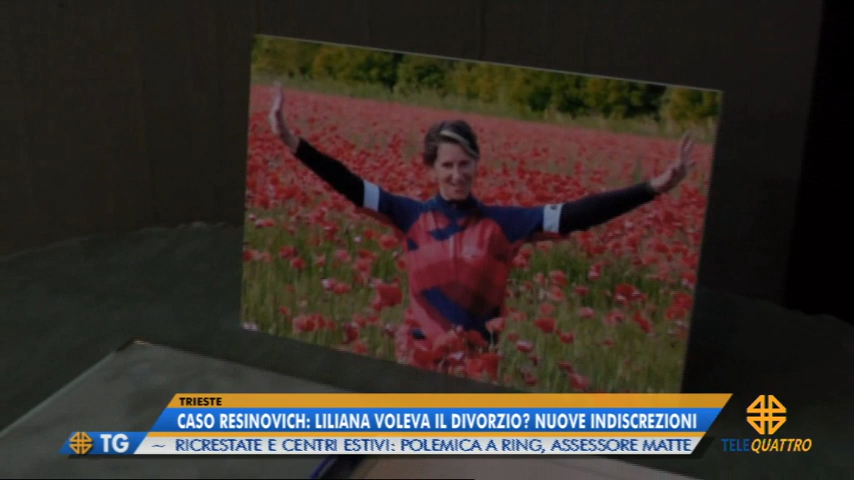 TRIESTE
CASO RESINOVICH: LILIANA VOLEVA IL DIVORZIO? NUOVE INDISCREZIONI
TG
~ RICRESTATE E CENTRI ESTIVI: POLEMICA A RING, ASSESSORE MATTE
TELEQUATTRO